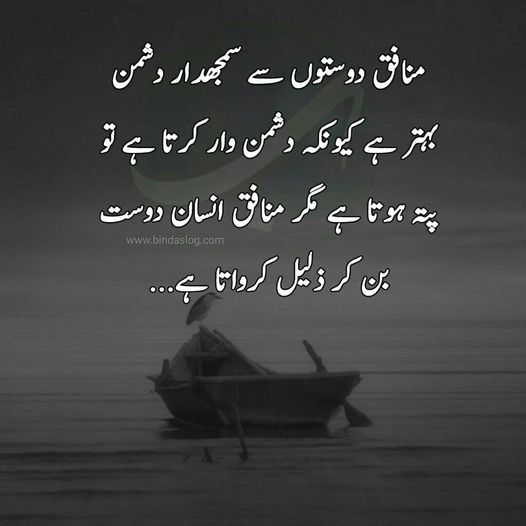 منافق دوستوں سے سمجھدار دشمن
بہتر ہے کیونکہ دشمن وار کرتا ہے تو
پتہ ہوتا ہے مگر منافق انسان دوست
www.bindaslog.com
بن کر ذلیل کرواتا ہے...